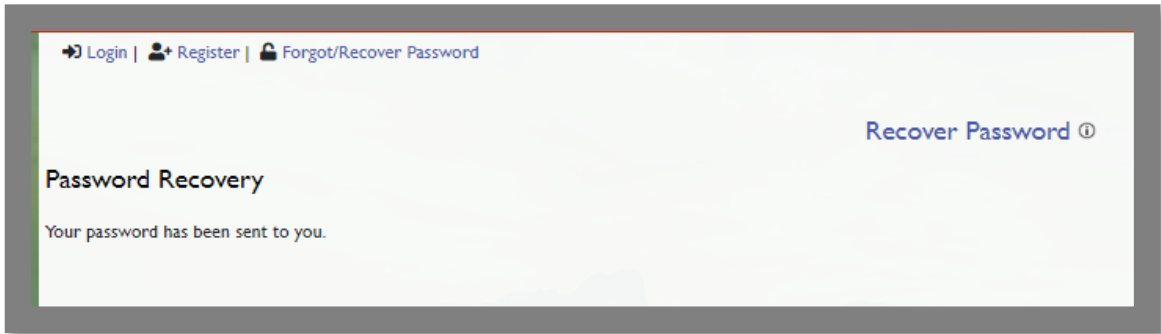 Login | Register | Forgot/Recover Password
Recover Password
Password Recovery
Your password has been sent to you.